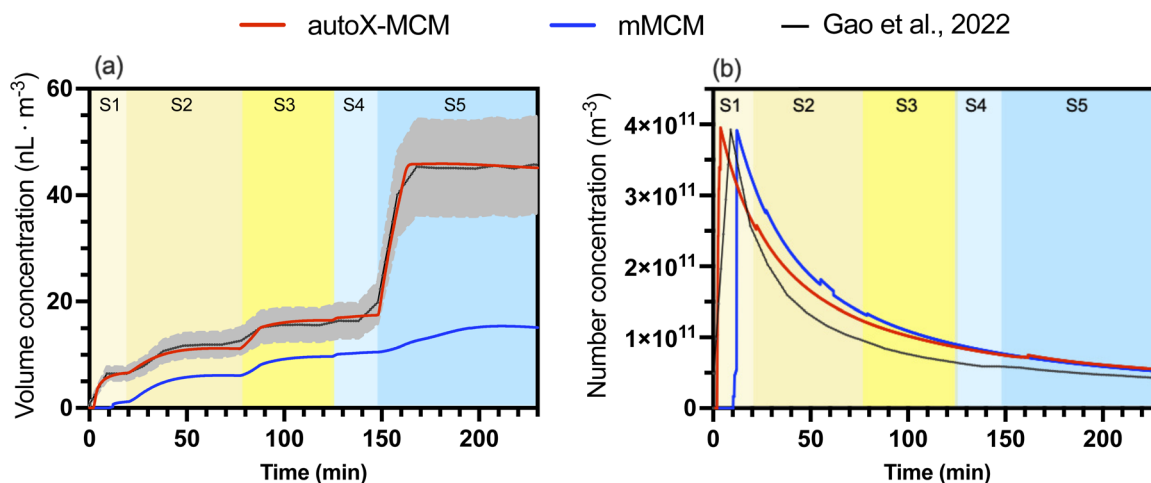 autoX-MCM mMCM Gao et al., 2022
(a)
Volume concentration (nL · m⁻³)
60
40
20
0
S1 S2 S3 S4 S5
0 50 100 150 200
Time (min)
(b)
Number concentration (m⁻³)
4×10¹¹
3×10¹¹
2×10¹¹
1×10¹¹
0
S1 S2 S3 S4 S5
0 50 100 150 200
Time (min)